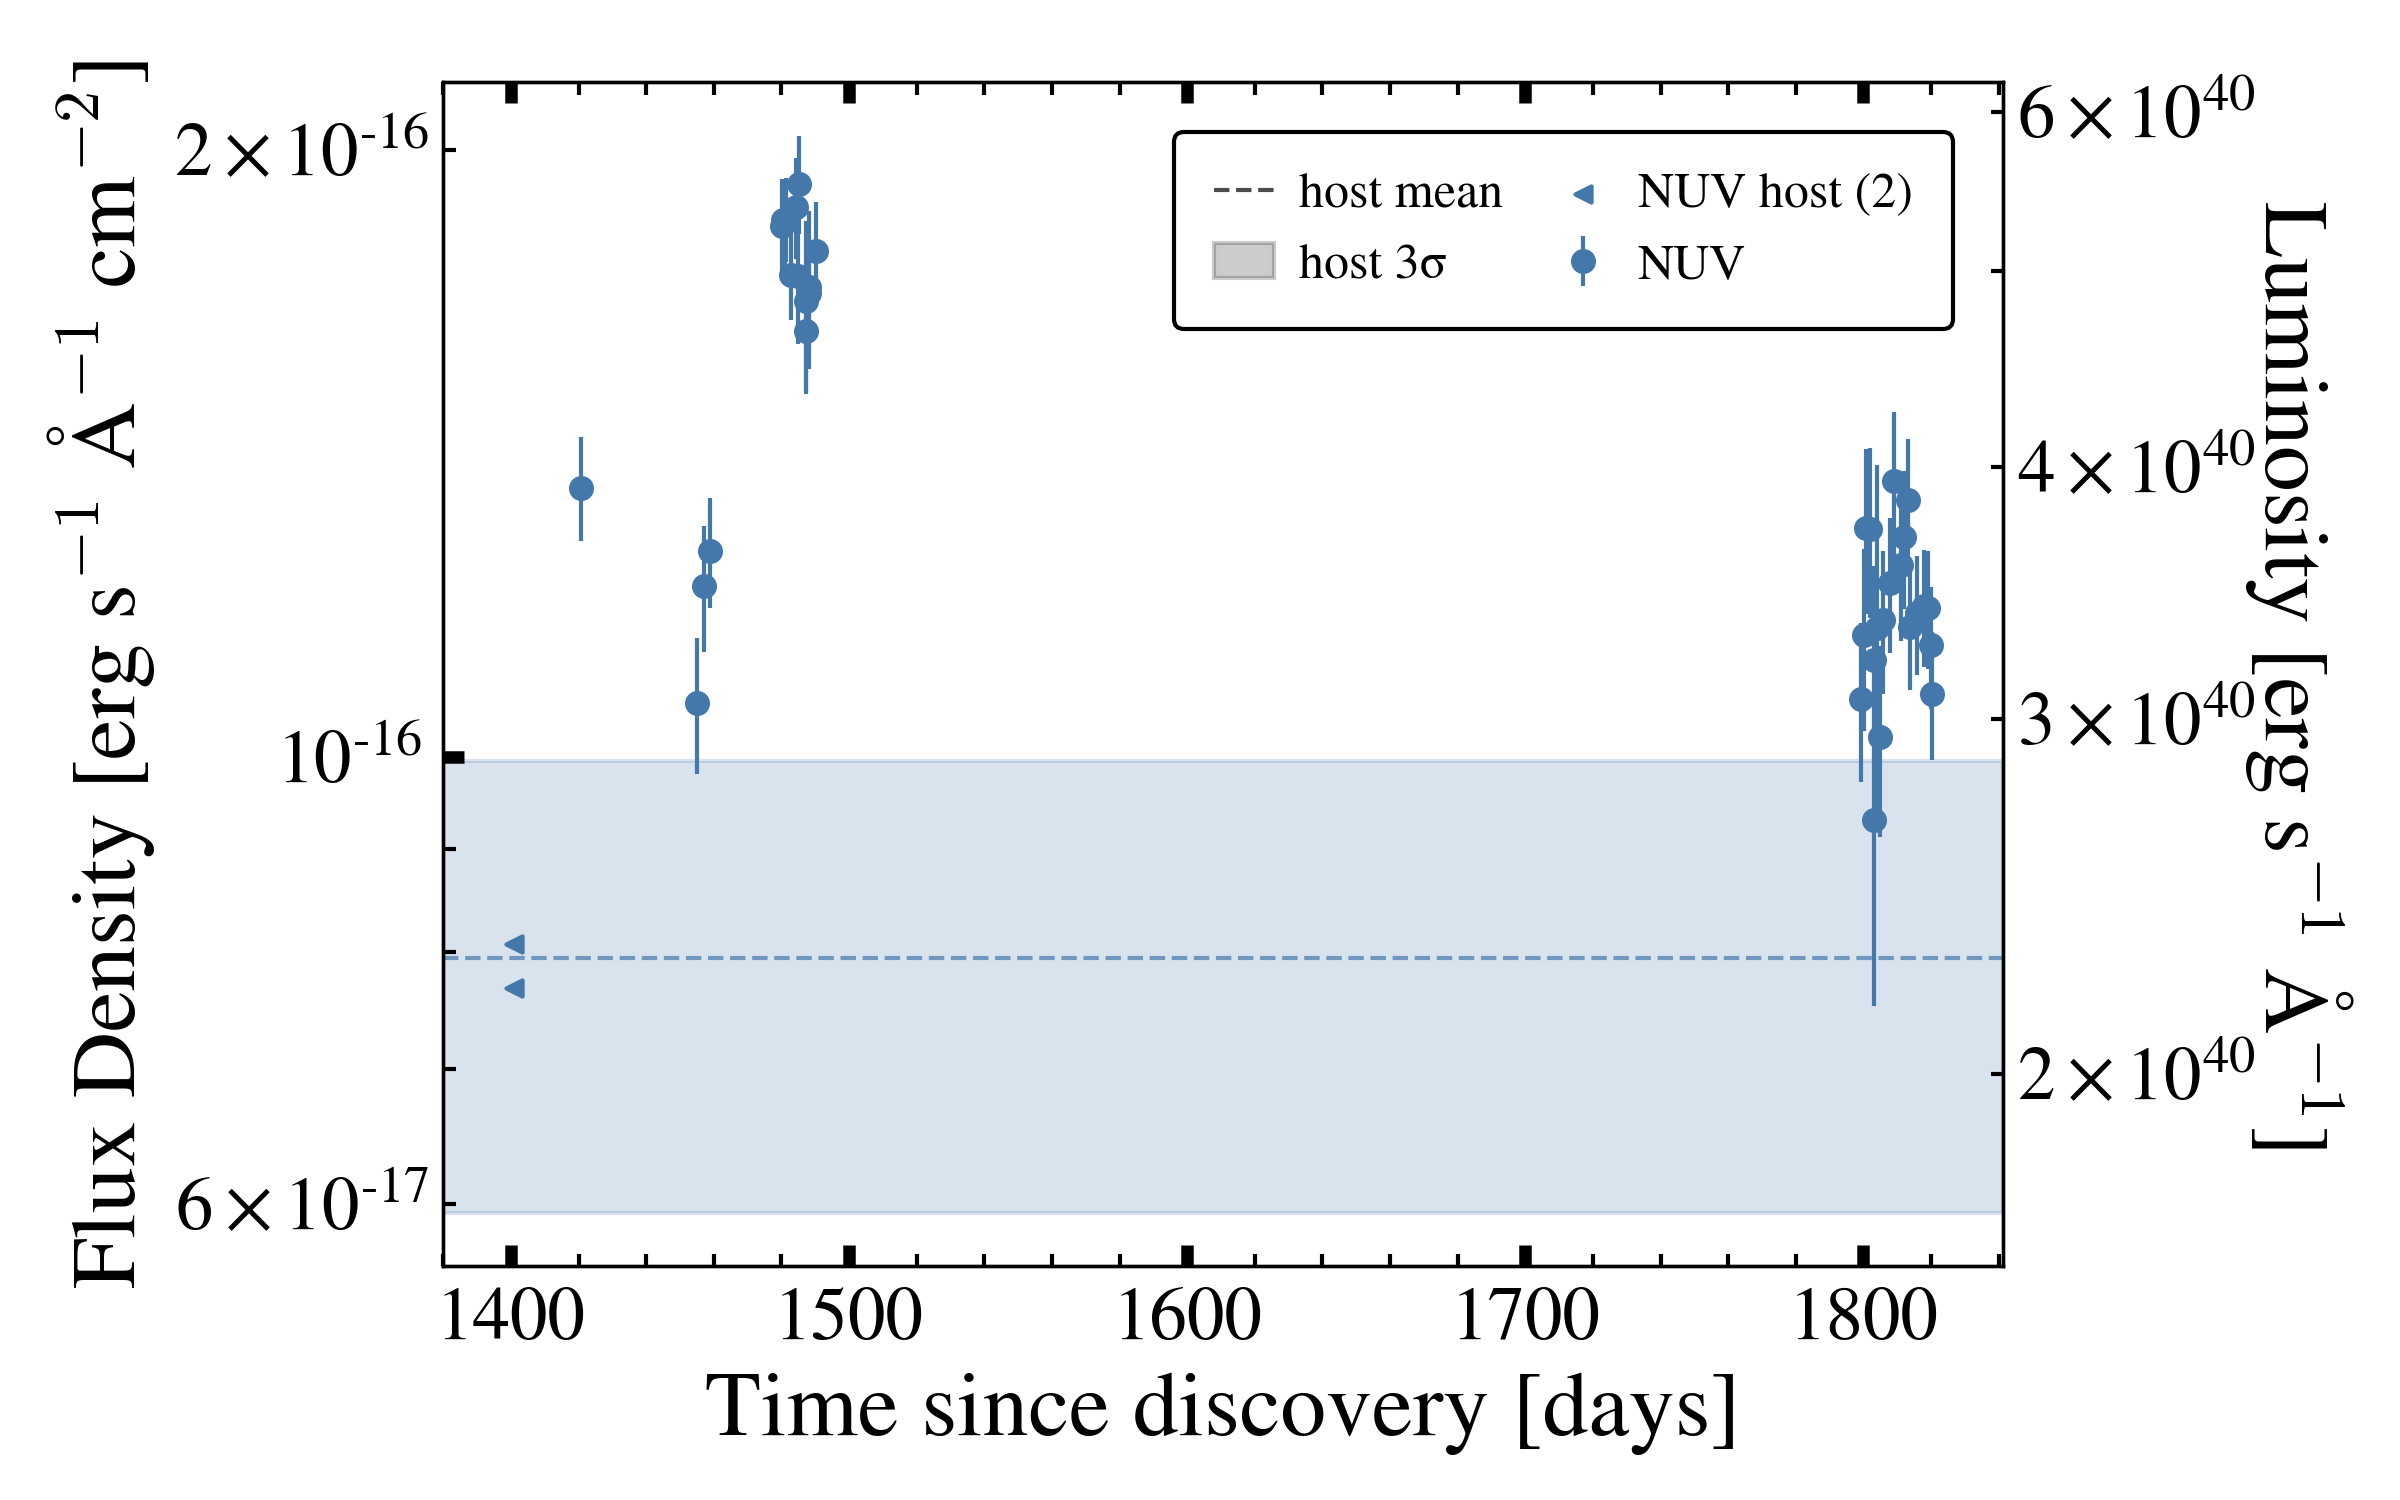 Flux Density [erg s⁻¹ Å⁻¹ cm⁻²]
2×10⁻¹⁶
10⁻¹⁶
6×10⁻¹⁷
host mean
host 3σ
NUV host (2)
NUV
6×10⁴⁰
4×10⁴⁰
3×10⁴⁰
2×10⁴⁰
Luminosity [erg s⁻¹ Å⁻¹]
1400 1500 1600 1700 1800
Time since discovery [days]